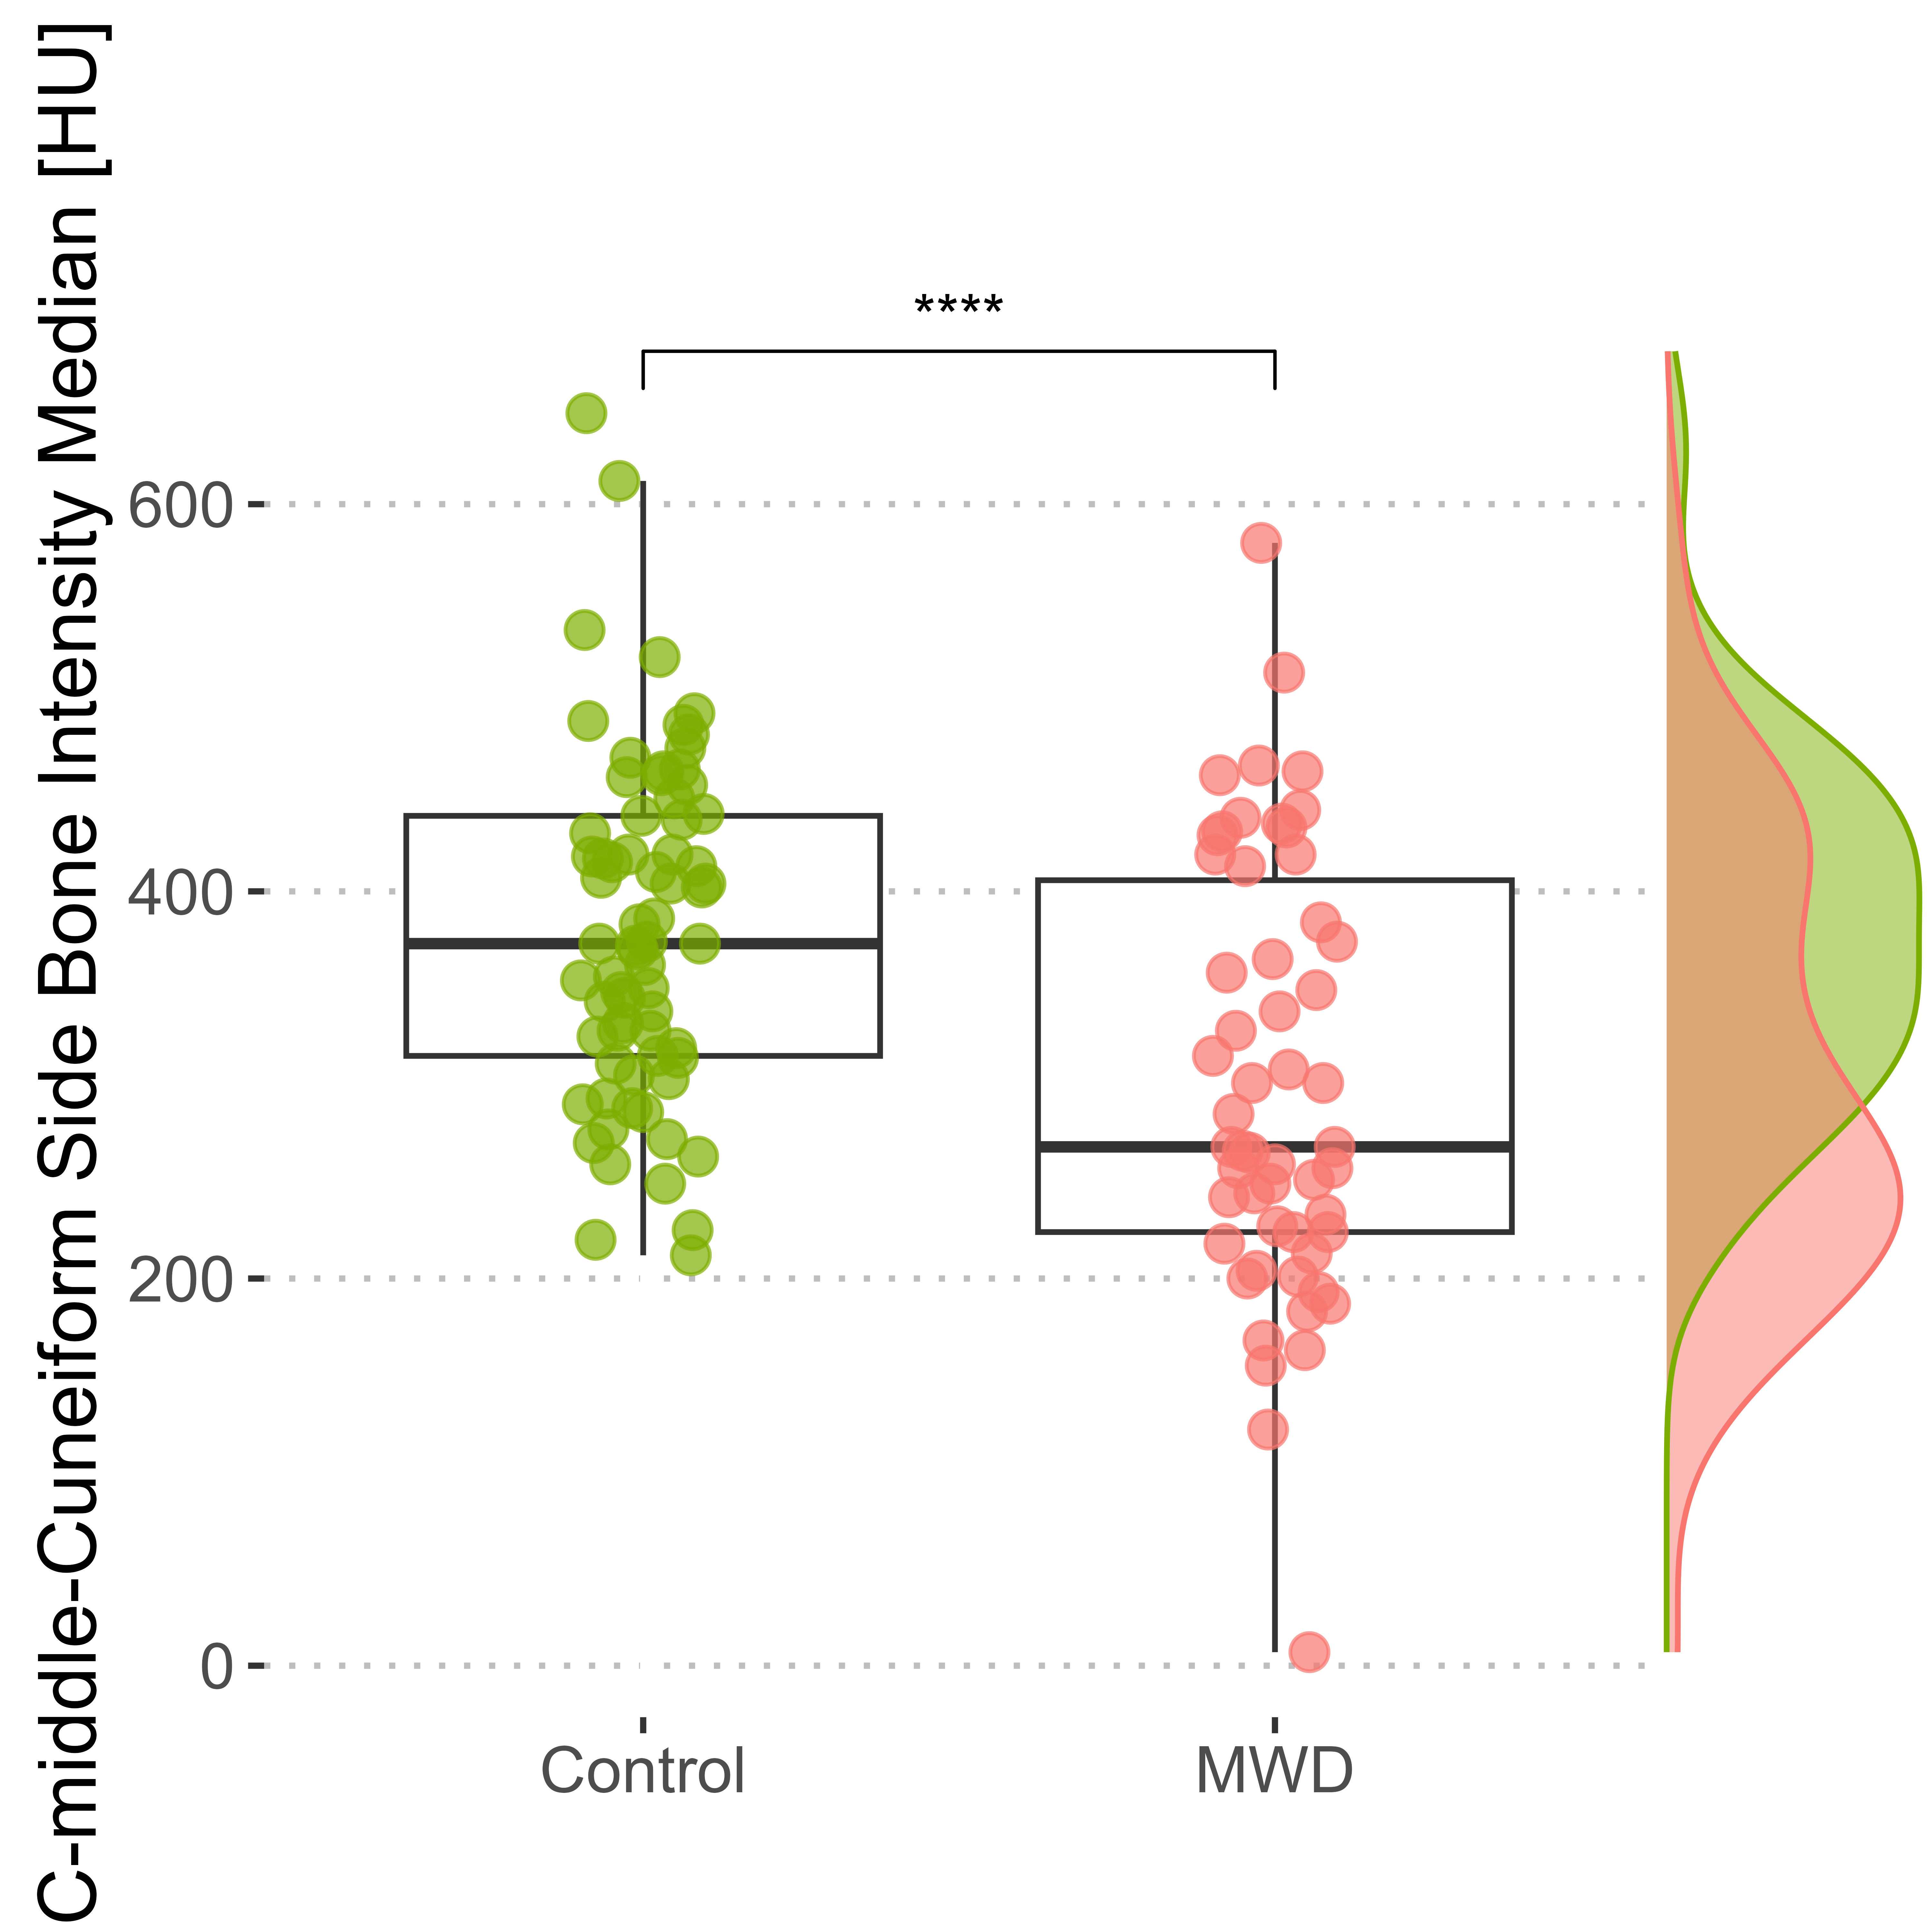 C-middle-Cuneiform Side Bone Intensity Median [HU]
****
600
400
200
0
Control
MWD